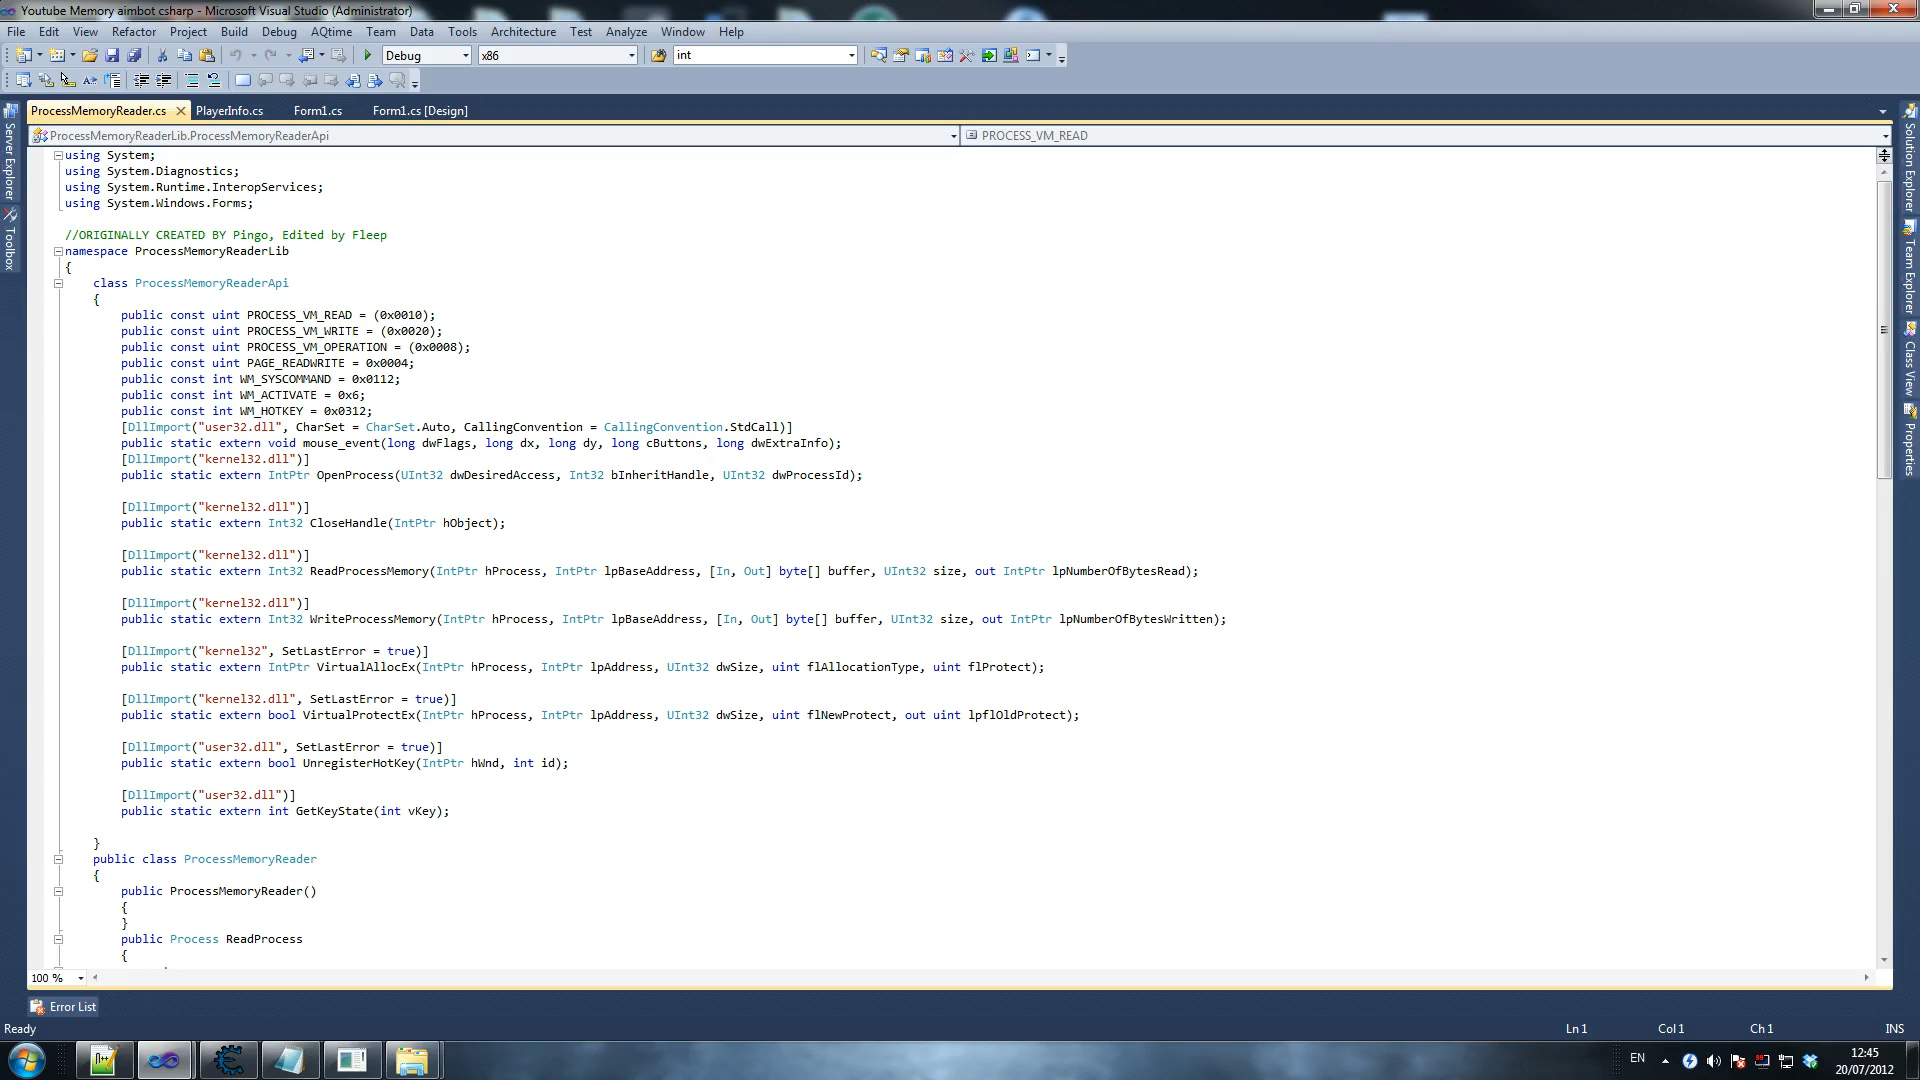 Youtube Memory aimbot csharp - Microsoft Visual Studio (Administrator)
File Edit View Refactor Project Build Debug AQtime Team Data Tools Architecture Test Analyze Window Help
Debug x86 int
ProcessMemoryReader.cs PlayerInfo.cs Form1.cs Form1.cs [Design]
ProcessMemoryReaderLib.ProcessMemoryReaderApi PROCESS_VM_READ
Server Explorer
Toolbox
Solution Explorer
Team Explorer
Class View
Properties
using System;
using System.Diagnostics;
using System.Runtime.InteropServices;
using System.Windows.Forms;
//ORIGINALLY CREATED BY Pingo, Edited by Fleep
namespace ProcessMemoryReaderLib
{
class ProcessMemoryReaderApi
{
public const uint PROCESS_VM_READ = (0x0010);
public const uint PROCESS_VM_WRITE = (0x0020);
public const uint PROCESS_VM_OPERATION = (0x0008);
public const uint PAGE_READWRITE = 0x0004;
public const int WM_SYSCOMMAND = 0x0112;
public const int WM_ACTIVATE = 0x6;
public const int WM_HOTKEY = 0x0312;
[DllImport("user32.dll", CharSet = CharSet.Auto, CallingConvention = CallingConvention.StdCall)]
public static extern void mouse_event(long dwFlags, long dx, long dy, long cButtons, long dwExtraInfo);
[DllImport("kernel32.dll")]
public static extern IntPtr OpenProcess(UInt32 dwDesiredAccess, Int32 bInheritHandle, UInt32 dwProcessId);
[DllImport("kernel32.dll")]
public static extern Int32 CloseHandle(IntPtr hObject);
[DllImport("kernel32.dll")]
public static extern Int32 ReadProcessMemory(IntPtr hProcess, IntPtr lpBaseAddress, [In, Out] byte[] buffer, UInt32 size, out IntPtr lpNumberOfBytesRead);
[DllImport("kernel32.dll")]
public static extern Int32 WriteProcessMemory(IntPtr hProcess, IntPtr lpBaseAddress, [In, Out] byte[] buffer, UInt32 size, out IntPtr lpNumberOfBytesWritten);
[DllImport("kernel32", SetLastError = true)]
public static extern IntPtr VirtualAllocEx(IntPtr hProcess, IntPtr lpAddress, UInt32 dwSize, uint flAllocationType, uint flProtect);
[DllImport("kernel32.dll", SetLastError = true)]
public static extern bool VirtualProtectEx(IntPtr hProcess, IntPtr lpAddress, UInt32 dwSize, uint flNewProtect, out uint lpflOldProtect);
[DllImport("user32.dll", SetLastError = true)]
public static extern bool UnregisterHotKey(IntPtr hWnd, int id);
[DllImport("user32.dll")]
public static extern int GetKeyState(int vKey);
}
public class ProcessMemoryReader
{
public ProcessMemoryReader()
{
}
public Process ReadProcess
{
100 %
Error List
Ready Ln 1 Col 1 Ch 1 INS
EN 12:45
20/07/2012